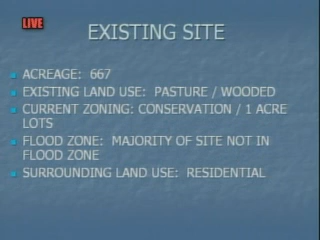 LIVE
EXISTING SITE
ACREAGE: 667
EXISTING LAND USE: PASTURE / WOODED
CURRENT ZONING: CONSERVATION / 1 ACRE
LOTS
FLOOD ZONE: MAJORITY OF SITE NOT IN
FLOOD ZONE
SURROUNDING LAND USE: RESIDENTIAL